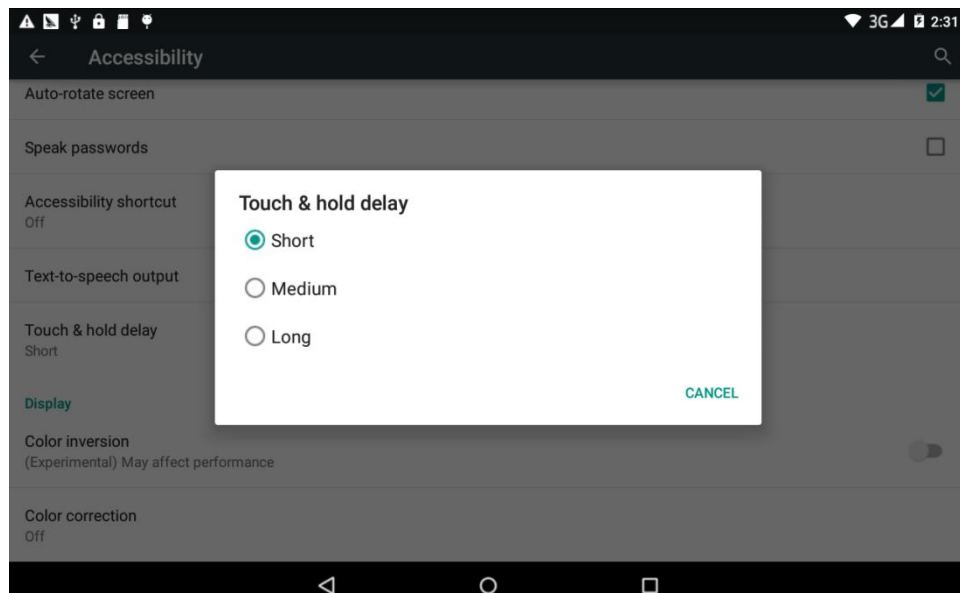 3G 2:31
Accessibility
Auto-rotate screen
Speak passwords
Accessibility shortcut
Off
Text-to-speech output
Touch & hold delay
Short
Display
Color inversion
(Experimental) May affect performance
Color correction
Off
Touch & hold delay
Short
Medium
Long
CANCEL